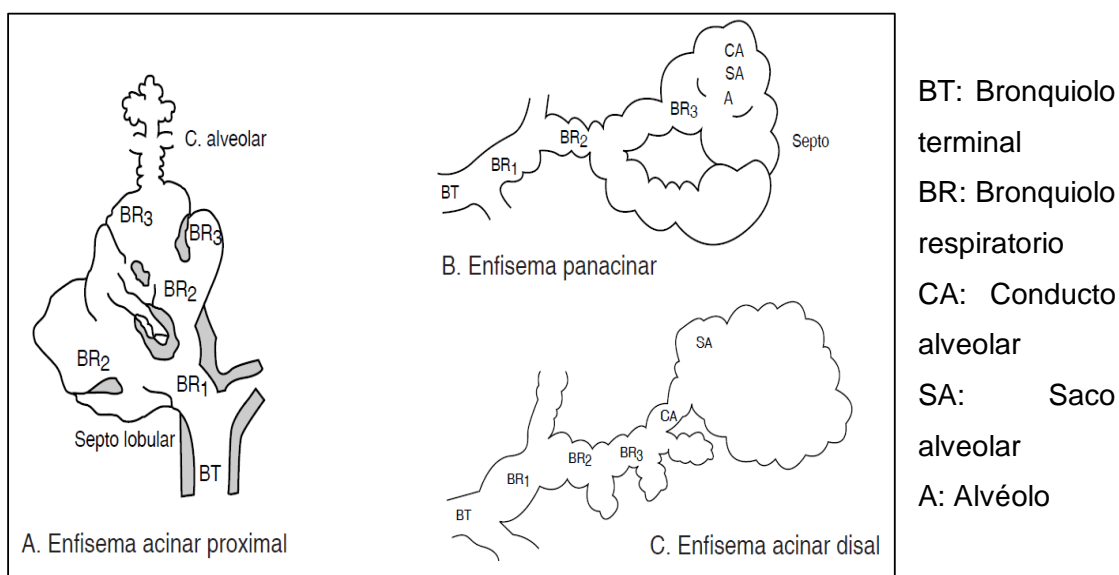 C. alveolar
BR3
BR3
BR2
BR2
BR1
Septo lobular
BT
A. Enfisema acinar proximal
CA
SA
A
BR3
BR2
Septo
BR1
BT
B. Enfisema panacinar
SA
CA
BR3
BR2
BR1
BT
C. Enfisema acinar disal
BT: Bronquiolo
terminal
BR: Bronquiolo
respiratorio
CA: Conducto
alveolar
SA: Saco
alveolar
A: Alvéolo